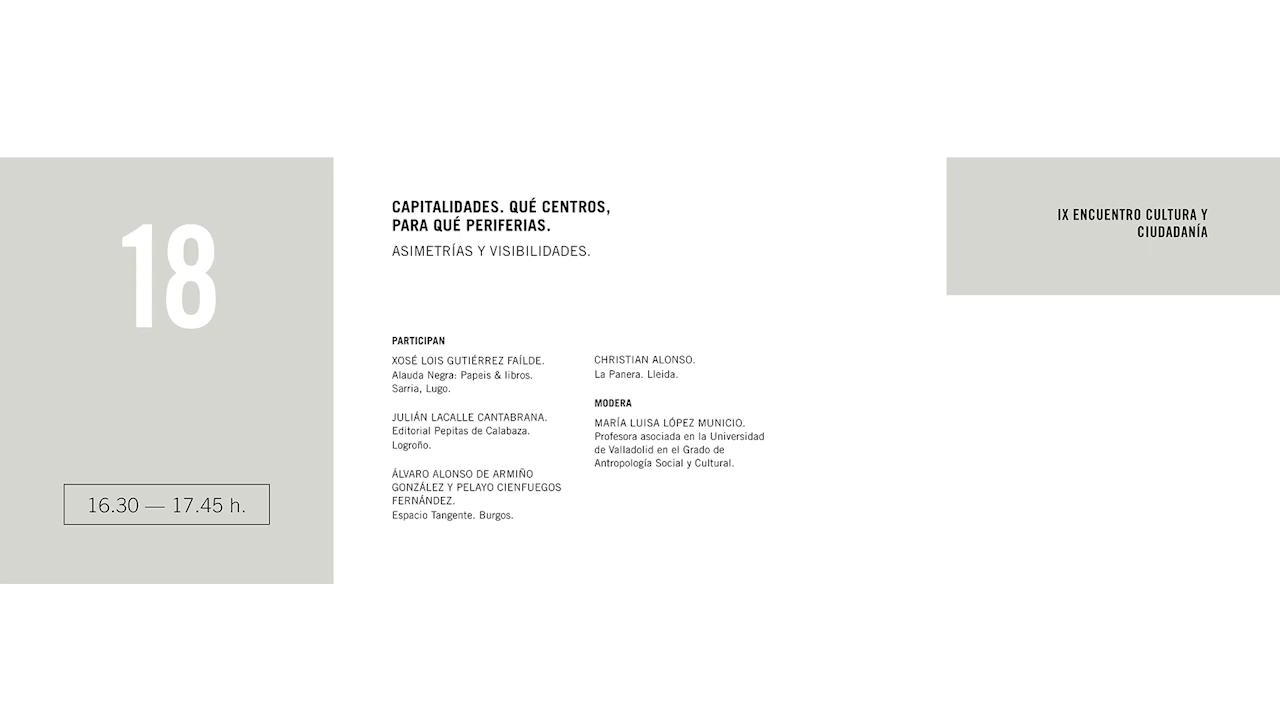 18
16.30 — 17.45 h.
CAPITALIDADES. QUÉ CENTROS,
PARA QUÉ PERIFERIAS.
ASIMETRÍAS Y VISIBILIDADES.
PARTICIPAN
XOSÉ LOIS GUTIÉRREZ FAÍLDE.
Alauda Negra: Papeis & libros.
Sarria, Lugo.
JULIÁN LACALLE CANTABRANA.
Editorial Pepitas de Calabaza.
Logroño.
ÁLVARO ALONSO DE ARMIÑO
GONZÁLEZ Y PELAYO CIENFUEGOS
FERNÁNDEZ.
Espacio Tangente. Burgos.
CHRISTIAN ALONSO.
La Panera. Lleida.
MODERA
MARÍA LUISA LÓPEZ MUNICIO.
Profesora asociada en la Universidad
de Valladolid en el Grado de
Antropología Social y Cultural.
IX ENCUENTRO CULTURA Y
CIUDADANÍA